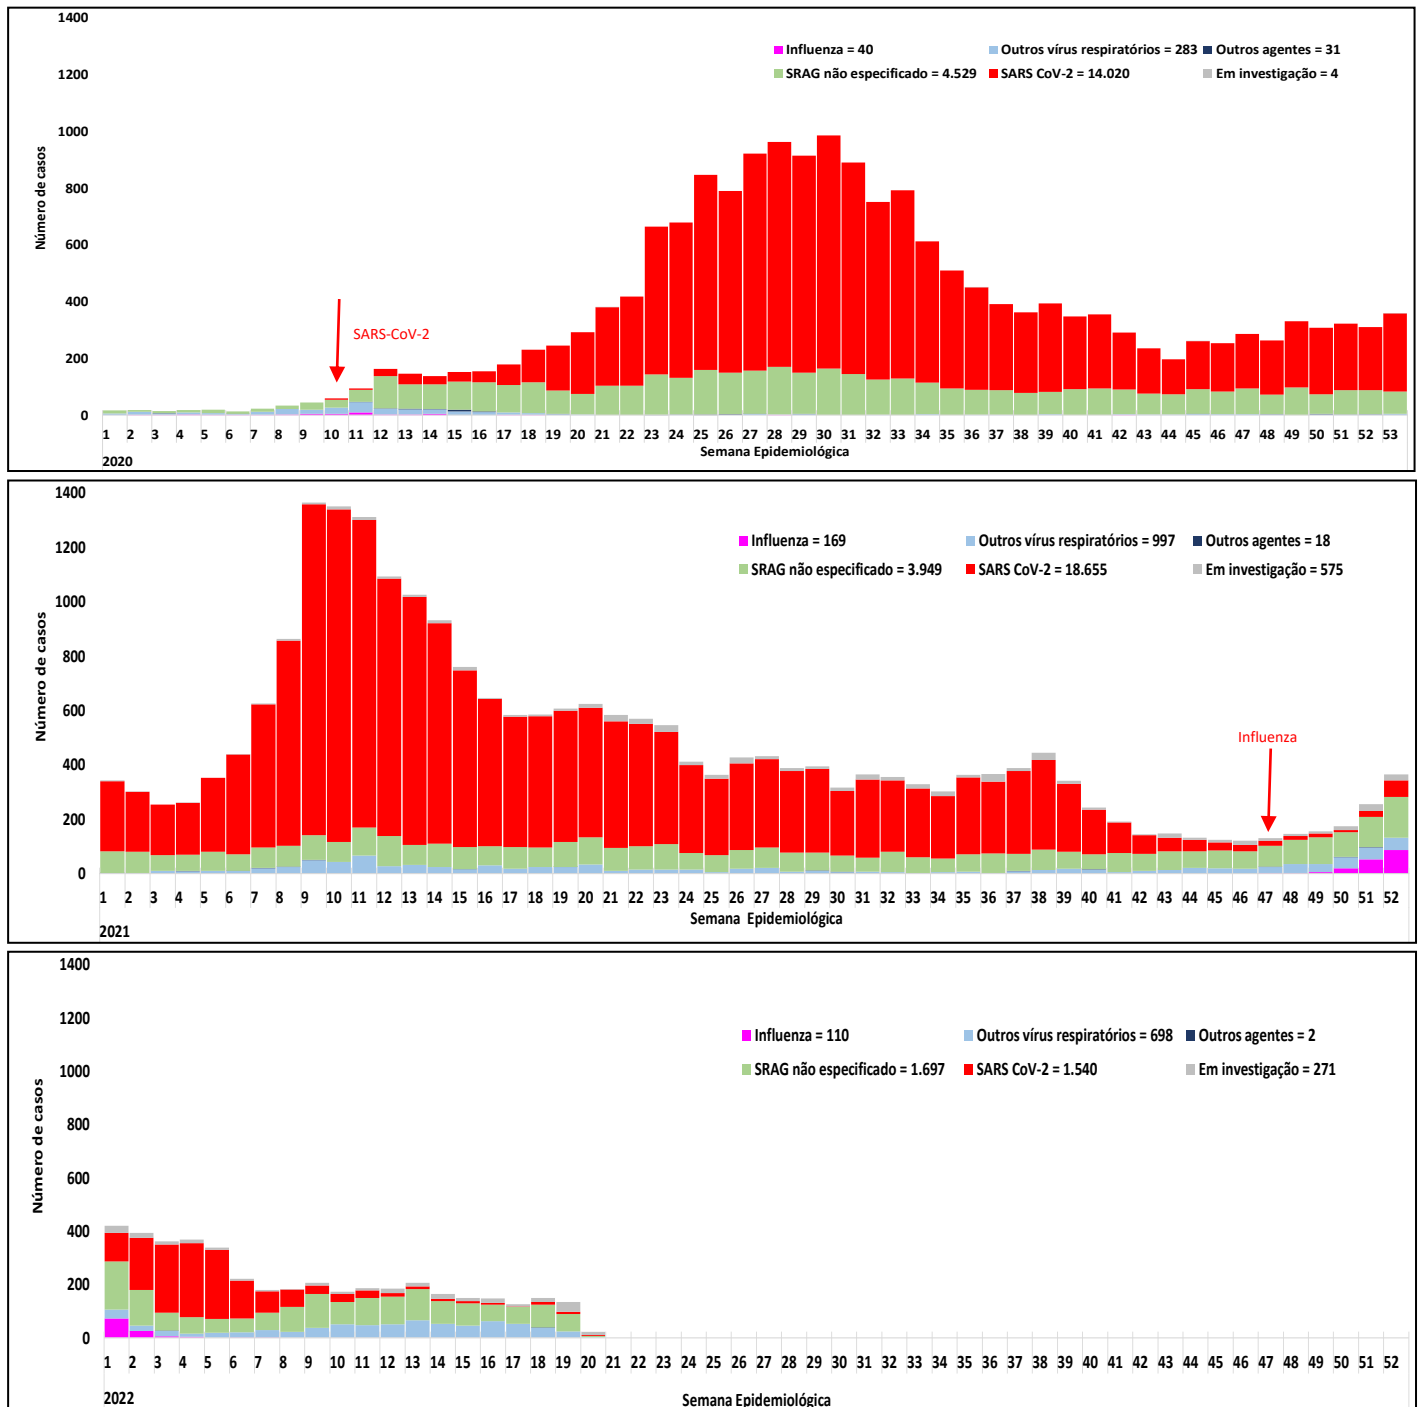 1400
1200
1000
800
600
400
200
0
Número de casos
Influenza = 40 Outros vírus respiratórios = 283 Outros agentes = 31
SRAG não especificado = 4.529 SARS CoV-2 = 14.020 Em investigação = 4
SARS-CoV-2
1 2 3 4 5 6 7 8 9 10 11 12 13 14 15 16 17 18 19 20 21 22 23 24 25 26 27 28 29 30 31 32 33 34 35 36 37 38 39 40 41 42 43 44 45 46 47 48 49 50 51 52 53
2020
Semana Epidemiológica
1400
1200
1000
800
600
400
200
0
Número de casos
Influenza = 169 Outros vírus respiratórios = 997 Outros agentes = 18
SRAG não especificado = 3.949 SARS CoV-2 = 18.655 Em investigação = 575
Influenza
1 2 3 4 5 6 7 8 9 10 11 12 13 14 15 16 17 18 19 20 21 22 23 24 25 26 27 28 29 30 31 32 33 34 35 36 37 38 39 40 41 42 43 44 45 46 47 48 49 50 51 52
2021
Semana Epidemiológica
1400
1200
1000
800
600
400
200
0
Número de casos
Influenza = 110 Outros vírus respiratórios = 698 Outros agentes = 2
SRAG não especificado = 1.697 SARS CoV-2 = 1.540 Em investigação = 271
1 2 3 4 5 6 7 8 9 10 11 12 13 14 15 16 17 18 19 20 21 22 23 24 25 26 27 28 29 30 31 32 33 34 35 36 37 38 39 40 41 42 43 44 45 46 47 48 49 50 51 52
2022
Semana Epidemiológica